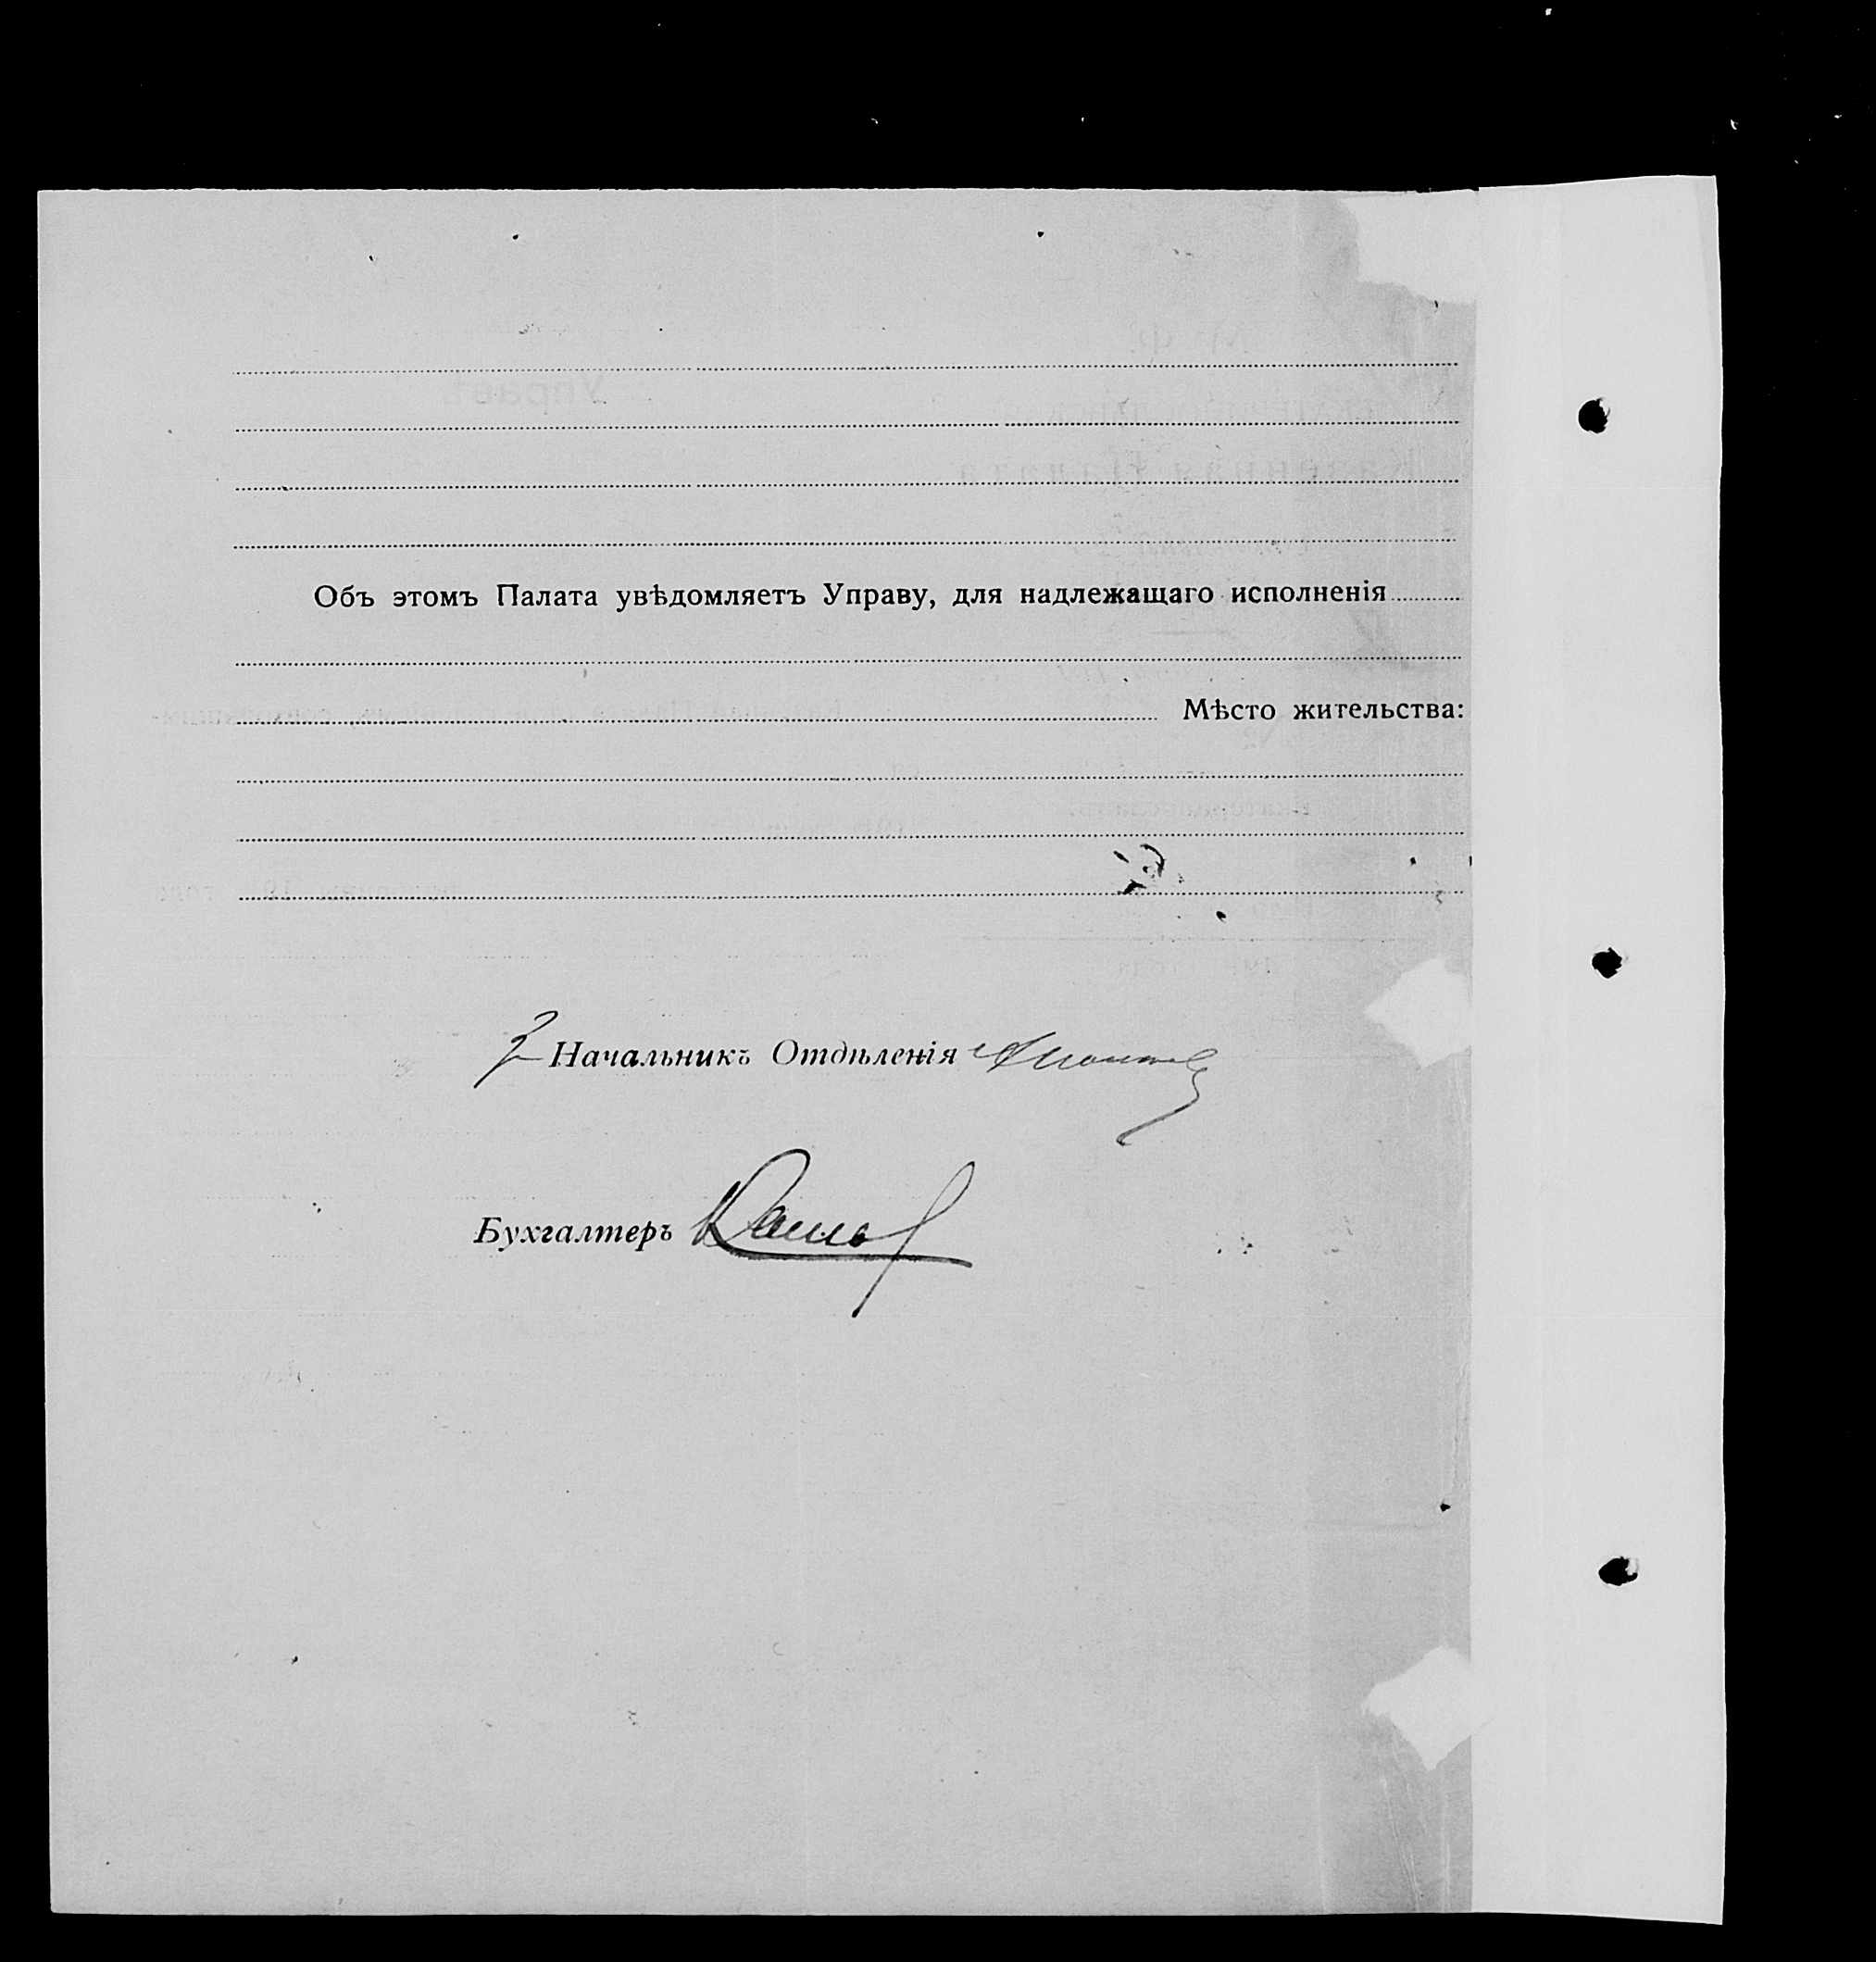 Объ этомъ Палата увѣдомляетъ Управу, для надлежащаго исполненія
Мѣсто жительства:
Начальникъ Отдѣленія
Бухгалтеръ